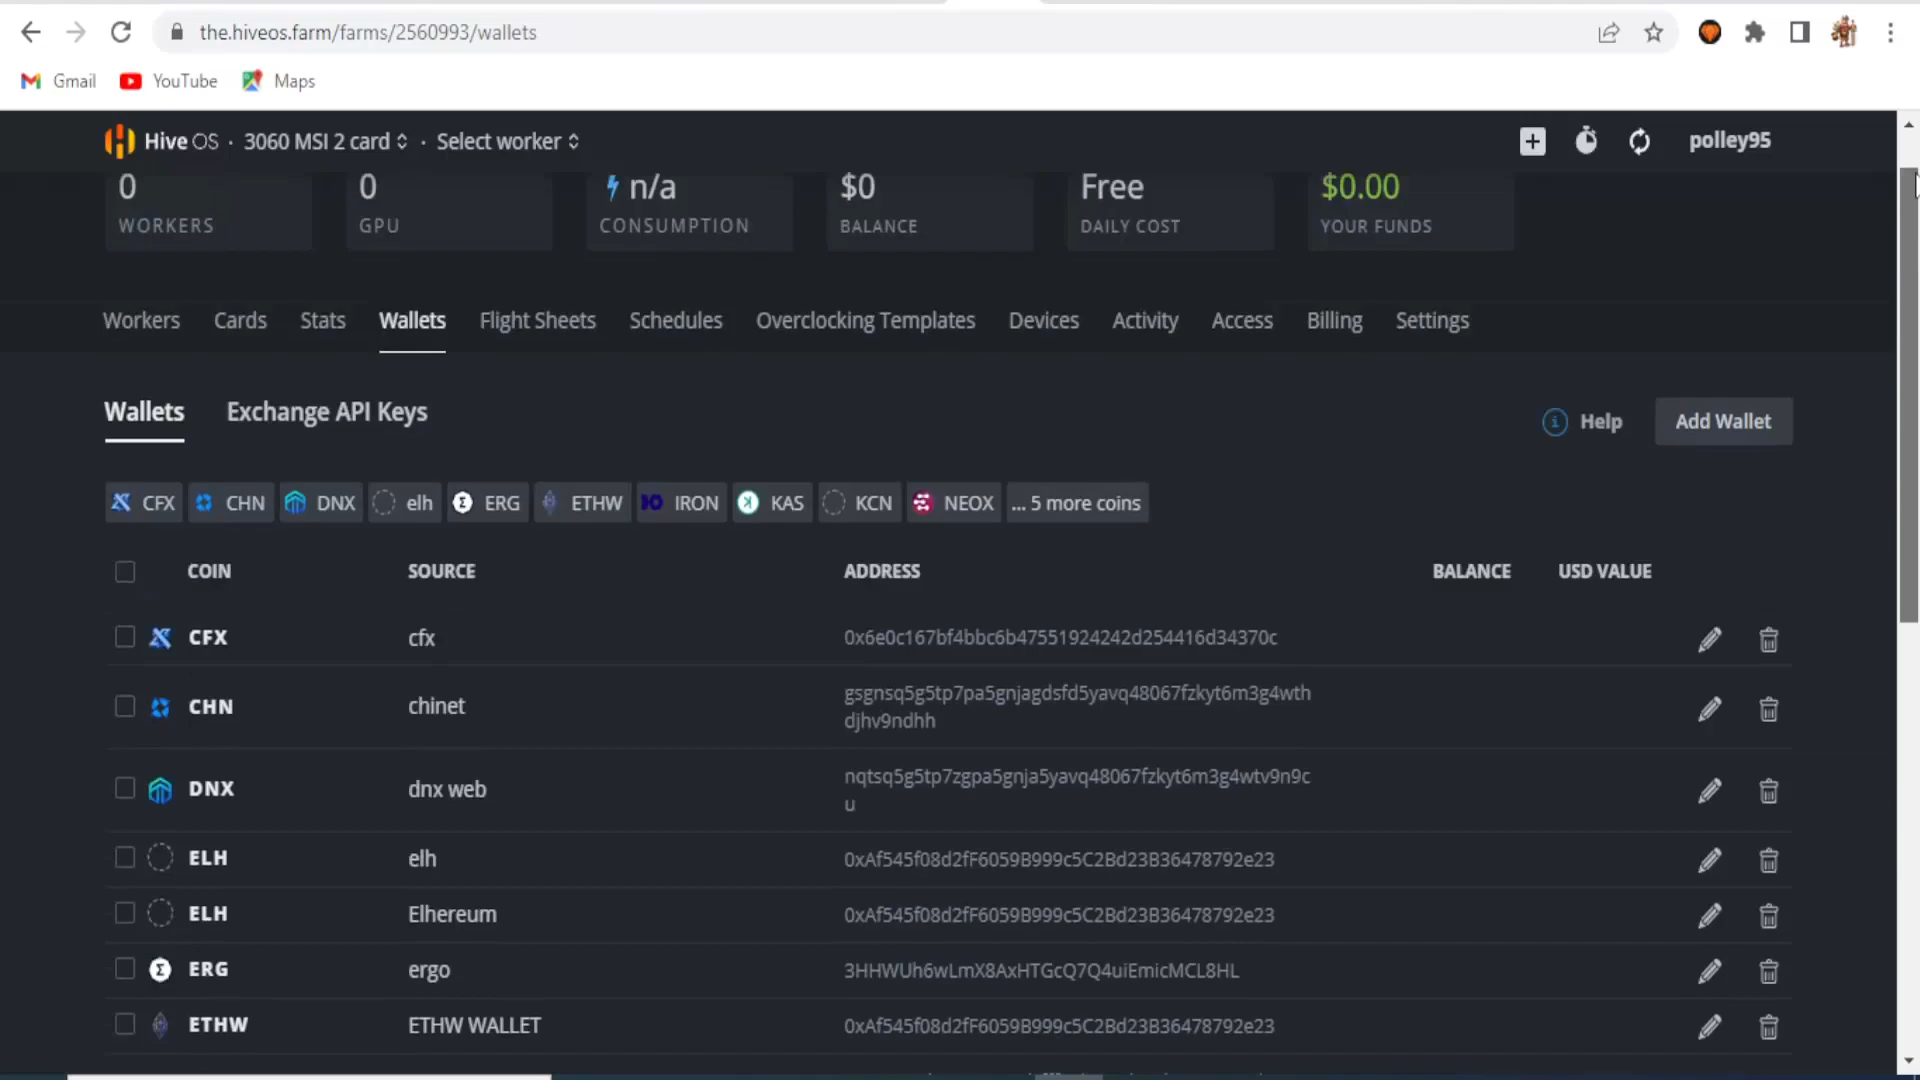 the.hiveos.farm/farms/2560993/wallets
Gmail YouTube Maps
Hive OS · 3060 MSI 2 card · Select worker polley95
0 0 n/a $0 Free $0.00
WORKERS GPU CONSUMPTION BALANCE DAILY COST YOUR FUNDS
Workers Cards Stats Wallets Flight Sheets Schedules Overclocking Templates Devices Activity Access Billing Settings
Wallets Exchange API Keys Help Add Wallet
CFX CHN DNX elh ERG ETHW IRON KAS KCN NEOX ... 5 more coins
COIN SOURCE ADDRESS BALANCE USD VALUE
CFX cfx 0x6e0c167bf4bbc6b47551924242d254416d34370c
CHN chinet gsgnsq5g5tp7pa5gnjagdsfd5yavq48067fzkyt6m3g4wth
djhv9ndhh
DNX dnx web nqtsq5g5tp7zgpa5gnja5yavq48067fzkyt6m3g4wtv9n9c
u
ELH elh 0xAf545f08d2fF6059B999c5C2Bd23B36478792e23
ELH Elhereum 0xAf545f08d2fF6059B999c5C2Bd23B36478792e23
ERG ergo 3HHWUh6wLmX8AxHTGcQ7Q4uiEmicMCL8HL
ETHW ETHW WALLET 0xAf545f08d2fF6059B999c5C2Bd23B36478792e23